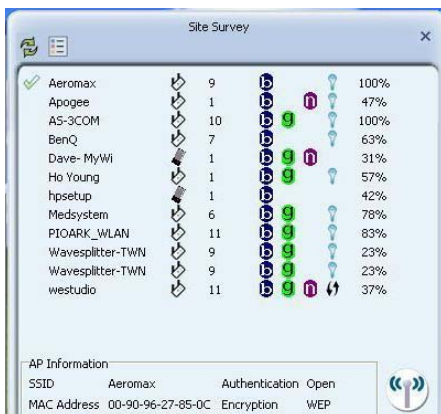 Site Survey
Aeromax 9 b 100%
Apogee 1 b n 47%
AS-3COM 10 b g 100%
BenQ 7 b 63%
Dave- MyWi 1 b g n 31%
Ho Young 1 b g 57%
hpsetup 1 b 42%
Medsystem 6 b g 78%
PIOARK_WLAN 11 b g 83%
Wavesplitter-TWN 9 b g 23%
Wavesplitter-TWN 9 b g 23%
westudio 11 b g n 37%
AP Information
SSID Aeromax Authentication Open
MAC Address 00-90-96-27-85-0C Encryption WEP